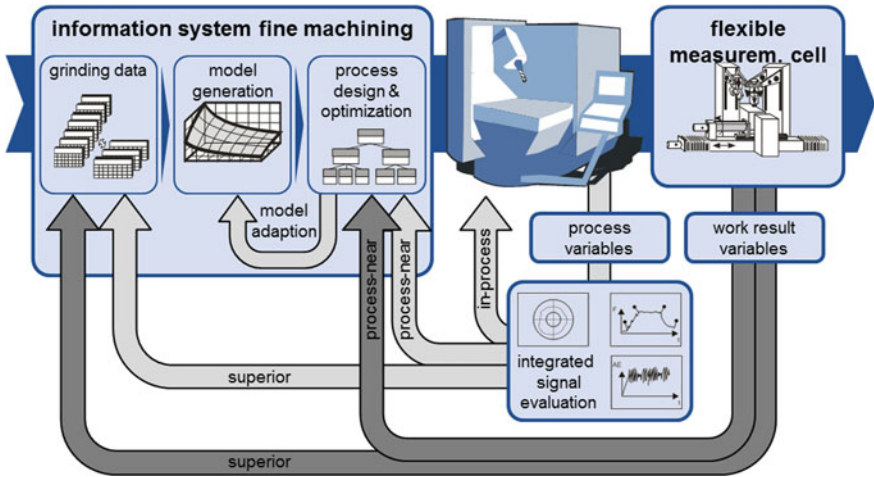 information system fine machining
flexible
measurem. cell
grinding data
model
generation
process
design &
optimization
model
adaption
process
variables
work result
variables
process-near
process-near
in-process
integrated
signal
evaluation
F
t
AE
t
superior
superior